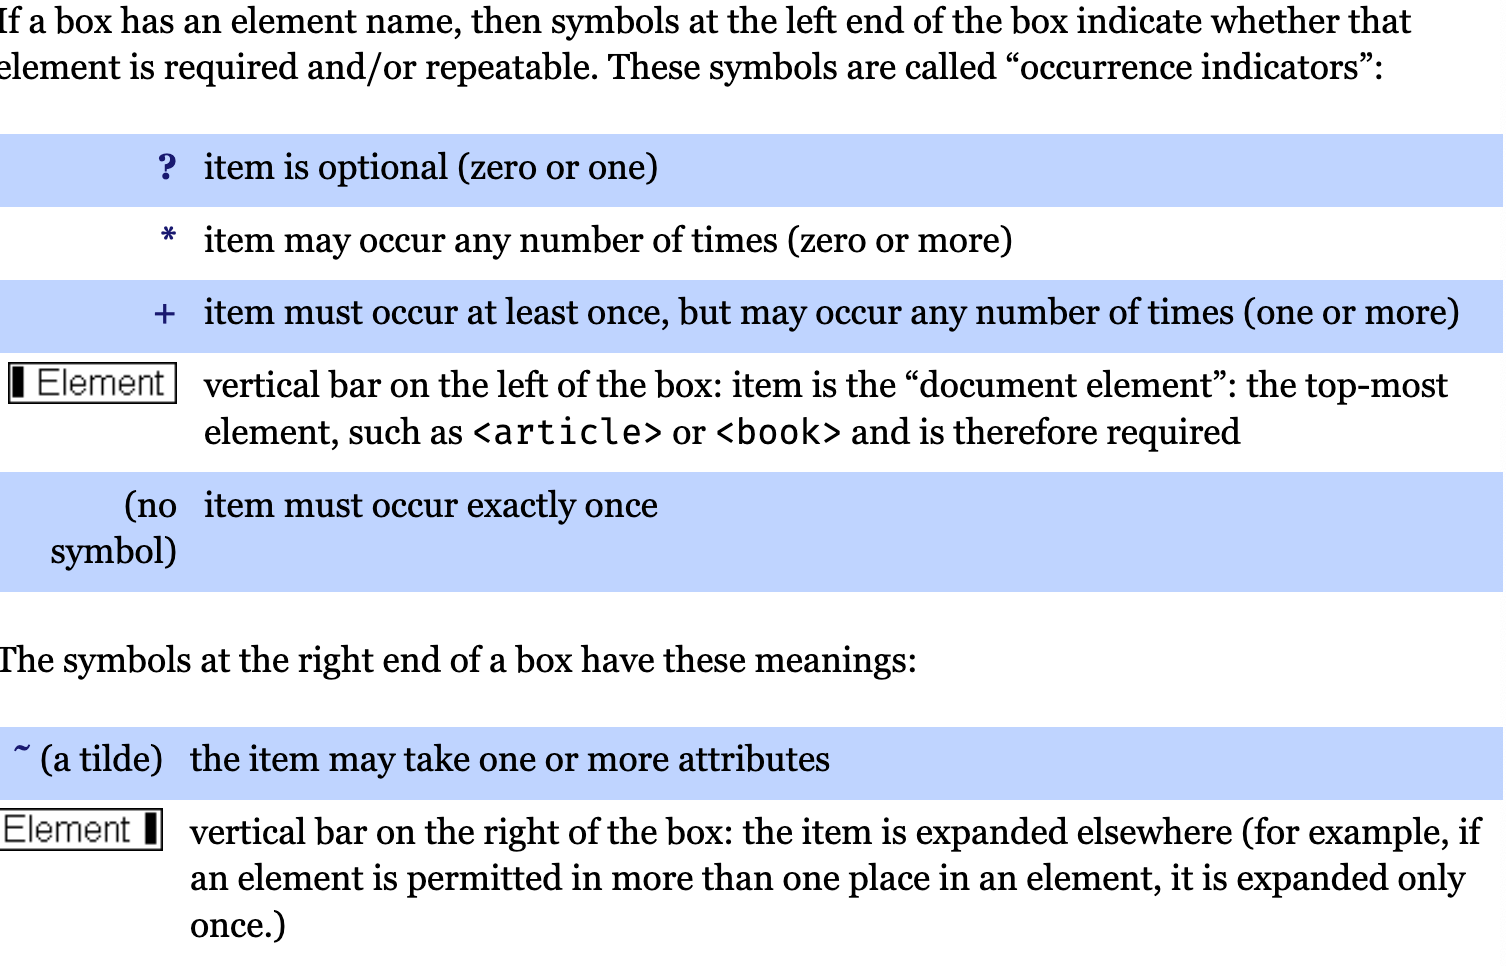 If a box has an element name, then symbols at the left end of the box indicate whether that
element is required and/or repeatable. These symbols are called “occurrence indicators”:
? item is optional (zero or one)
* item may occur any number of times (zero or more)
+ item must occur at least once, but may occur any number of times (one or more)
Element vertical bar on the left of the box: item is the “document element”: the top-most
element, such as <article> or <book> and is therefore required
(no item must occur exactly once
symbol)
The symbols at the right end of a box have these meanings:
~ (a tilde) the item may take one or more attributes
Element vertical bar on the right of the box: the item is expanded elsewhere (for example, if
an element is permitted in more than one place in an element, it is expanded only
once.)